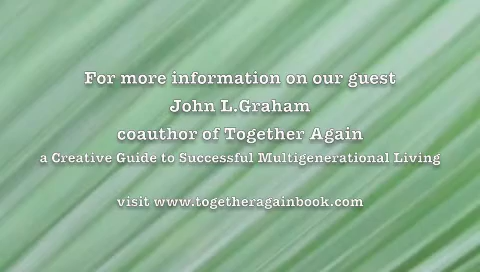 For more information on our guest
John L.Graham
coauthor of Together Again
a Creative Guide to Successful Multigenerational Living
visit www.togetheragainbook.com